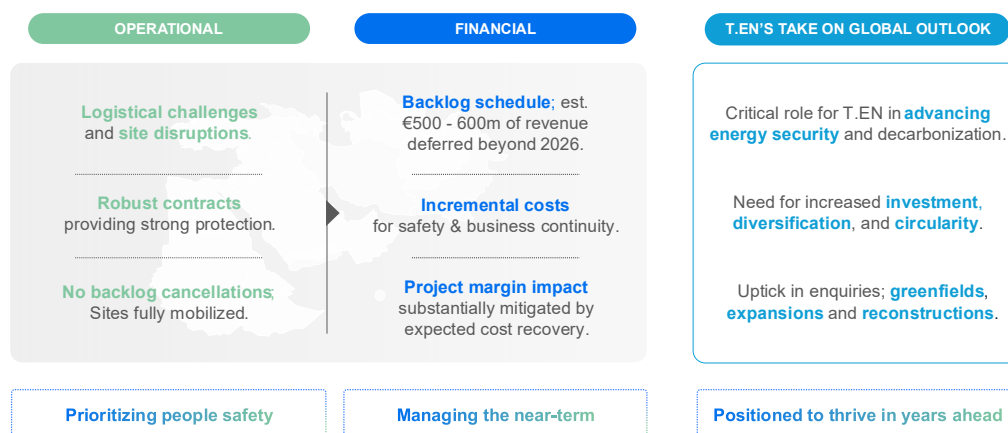 OPERATIONAL
Logistical challenges
and site disruptions.
Robust contracts
providing strong protection.
No backlog cancellations;
Sites fully mobilized.
FINANCIAL
Backlog schedule; est.
€500 - 600m of revenue
deferred beyond 2026.
Incremental costs
for safety & business continuity.
Project margin impact
substantially mitigated by
expected cost recovery.
T.EN'S TAKE ON GLOBAL OUTLOOK
Critical role for T.EN in advancing
energy security and decarbonization.
Need for increased investment,
diversification, and circularity.
Uptick in enquiries; greenfields,
expansions and reconstructions.
Prioritizing people safety
Managing the near-term
Positioned to thrive in years ahead